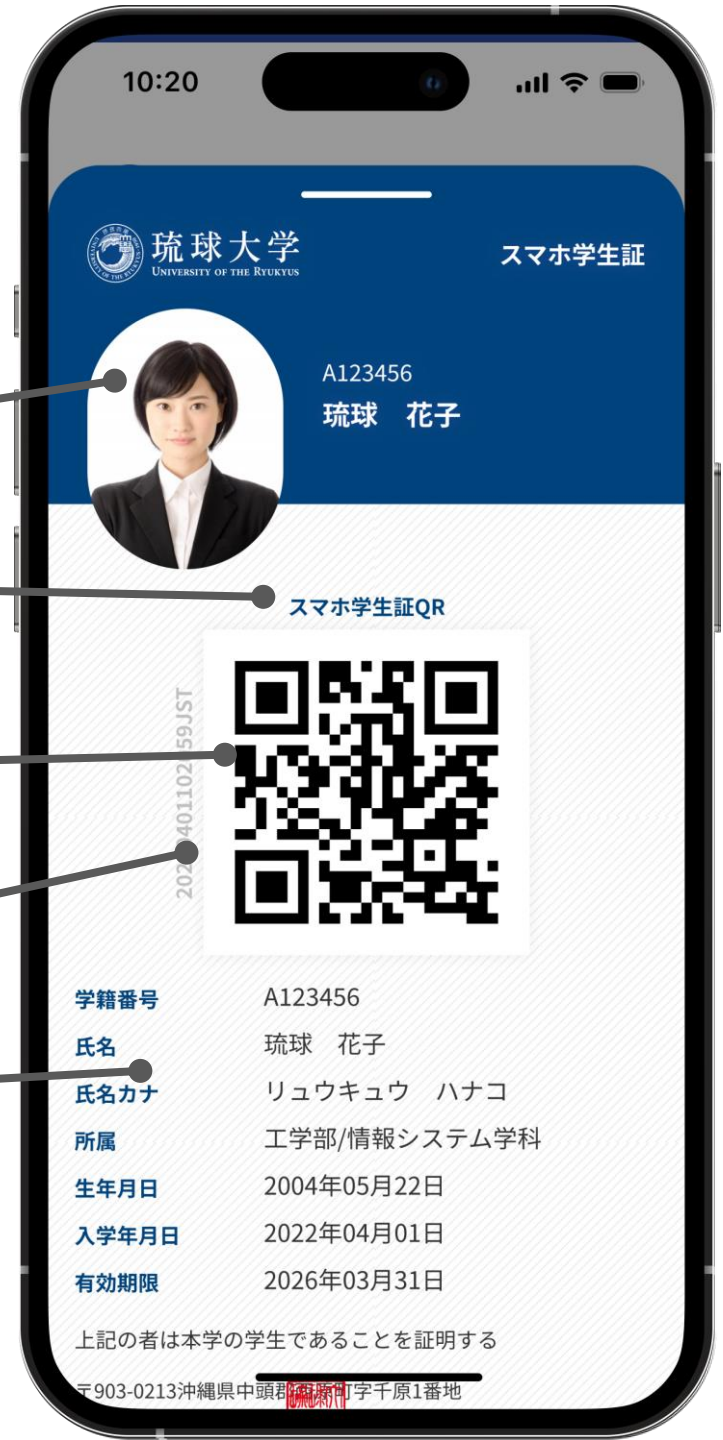 10:20
琉球大学
UNIVERSITY OF THE RYUKYUS
スマホ学生証
A123456
琉球 花子
スマホ学生証QR
学籍番号 A123456
氏名 琉球 花子
氏名カナ リュウキュウ ハナコ
所属 工学部/情報システム学科
生年月日 2004年05月22日
入学年月日 2022年04月01日
有効期限 2026年03月31日
上記の者は本学の学生であることを証明する
〒903-0213沖縄県中頭郡 町字千原1番地